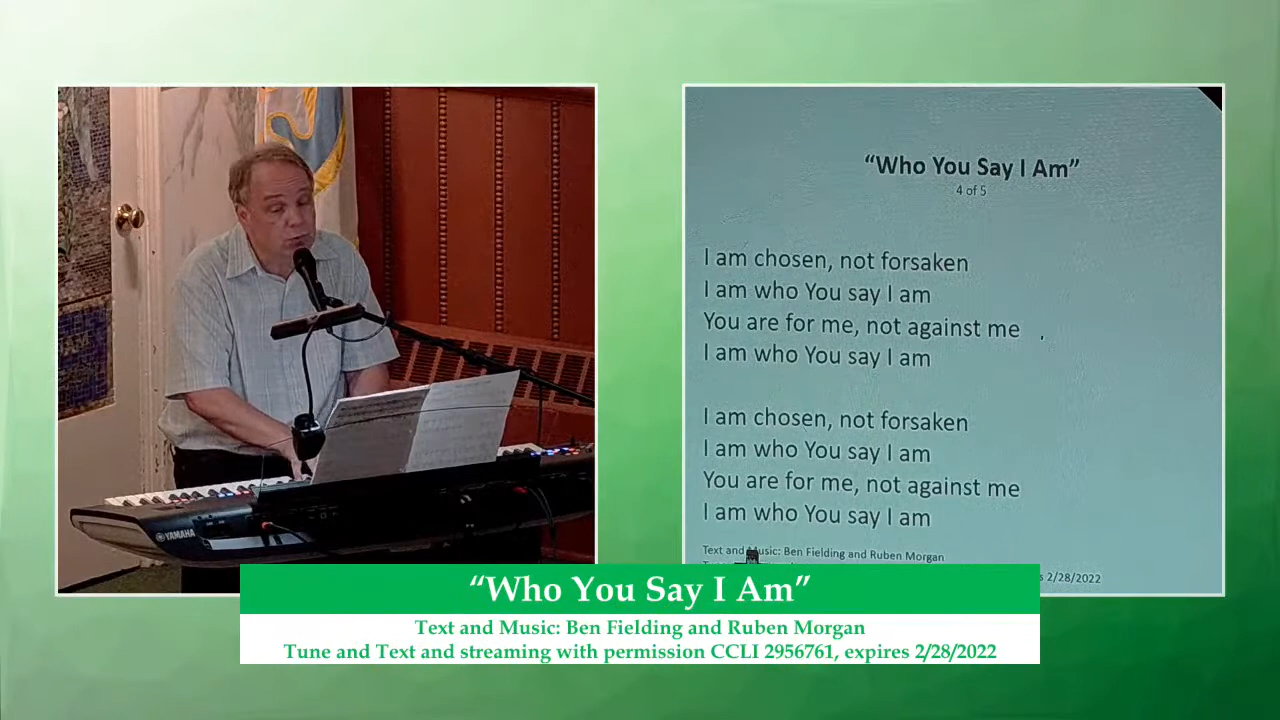 YAMAHA
“Who You Say I Am”
4 of 5
I am chosen, not forsaken
I am who You say I am
You are for me, not against me
I am who You say I am
I am chosen, not forsaken
I am who You say I am
You are for me, not against me
I am who You say I am
Text and Music: Ben Fielding and Ruben Morgan
2/28/2022
“Who You Say I Am”
Text and Music: Ben Fielding and Ruben Morgan
Tune and Text and streaming with permission CCLI 2956761, expires 2/28/2022